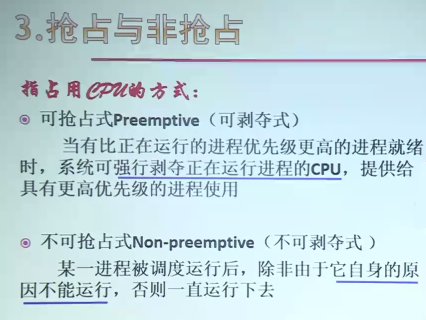 3.抢占与非抢占
指占用CPU的方式：
可抢占式Preemptive（可剥夺式）
当有比正在运行的进程优先级更高的进程就绪
时，系统可强行剥夺正在运行进程的CPU，提供给
具有更高优先级的进程使用
不可抢占式Non-preemptive（不可剥夺式 ）
某一进程被调度运行后，除非由于它自身的原
因不能运行，否则一直运行下去